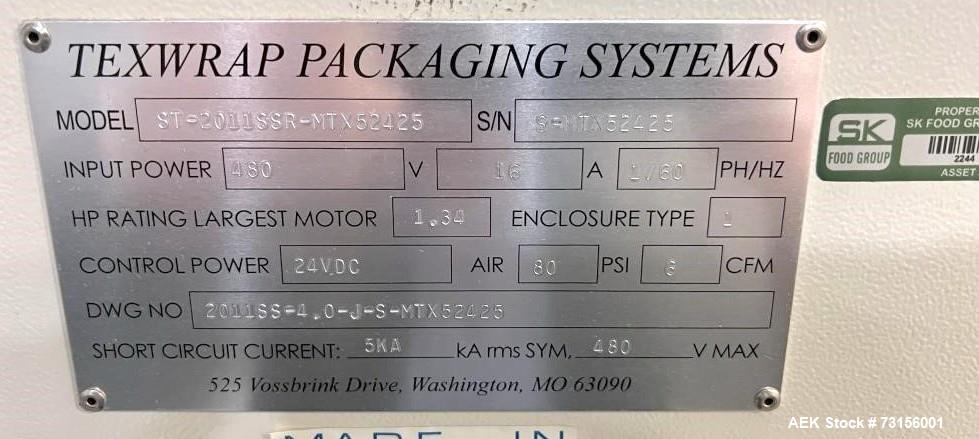 TEXWRAP PACKAGING SYSTEMS
MODEL ST-2011SSR-MTX52425 S/N S-MTX52425
INPUT POWER 480 V 16 A 1/60 PH/HZ
HP RATING LARGEST MOTOR 1.34 ENCLOSURE TYPE 1
CONTROL POWER 24VDC AIR 80 PSI 6 CFM
DWG NO 2011SS-4.0-J-S-MTX52425
SHORT CIRCUIT CURRENT: 5KA kA rms SYM, 480 V MAX
525 Vossbrink Drive, Washington, MO 63090
MADE IN
SK
FOOD GROUP
PROPER
SK FOOD GR
2244
ASSET
AEK Stock # 73156001